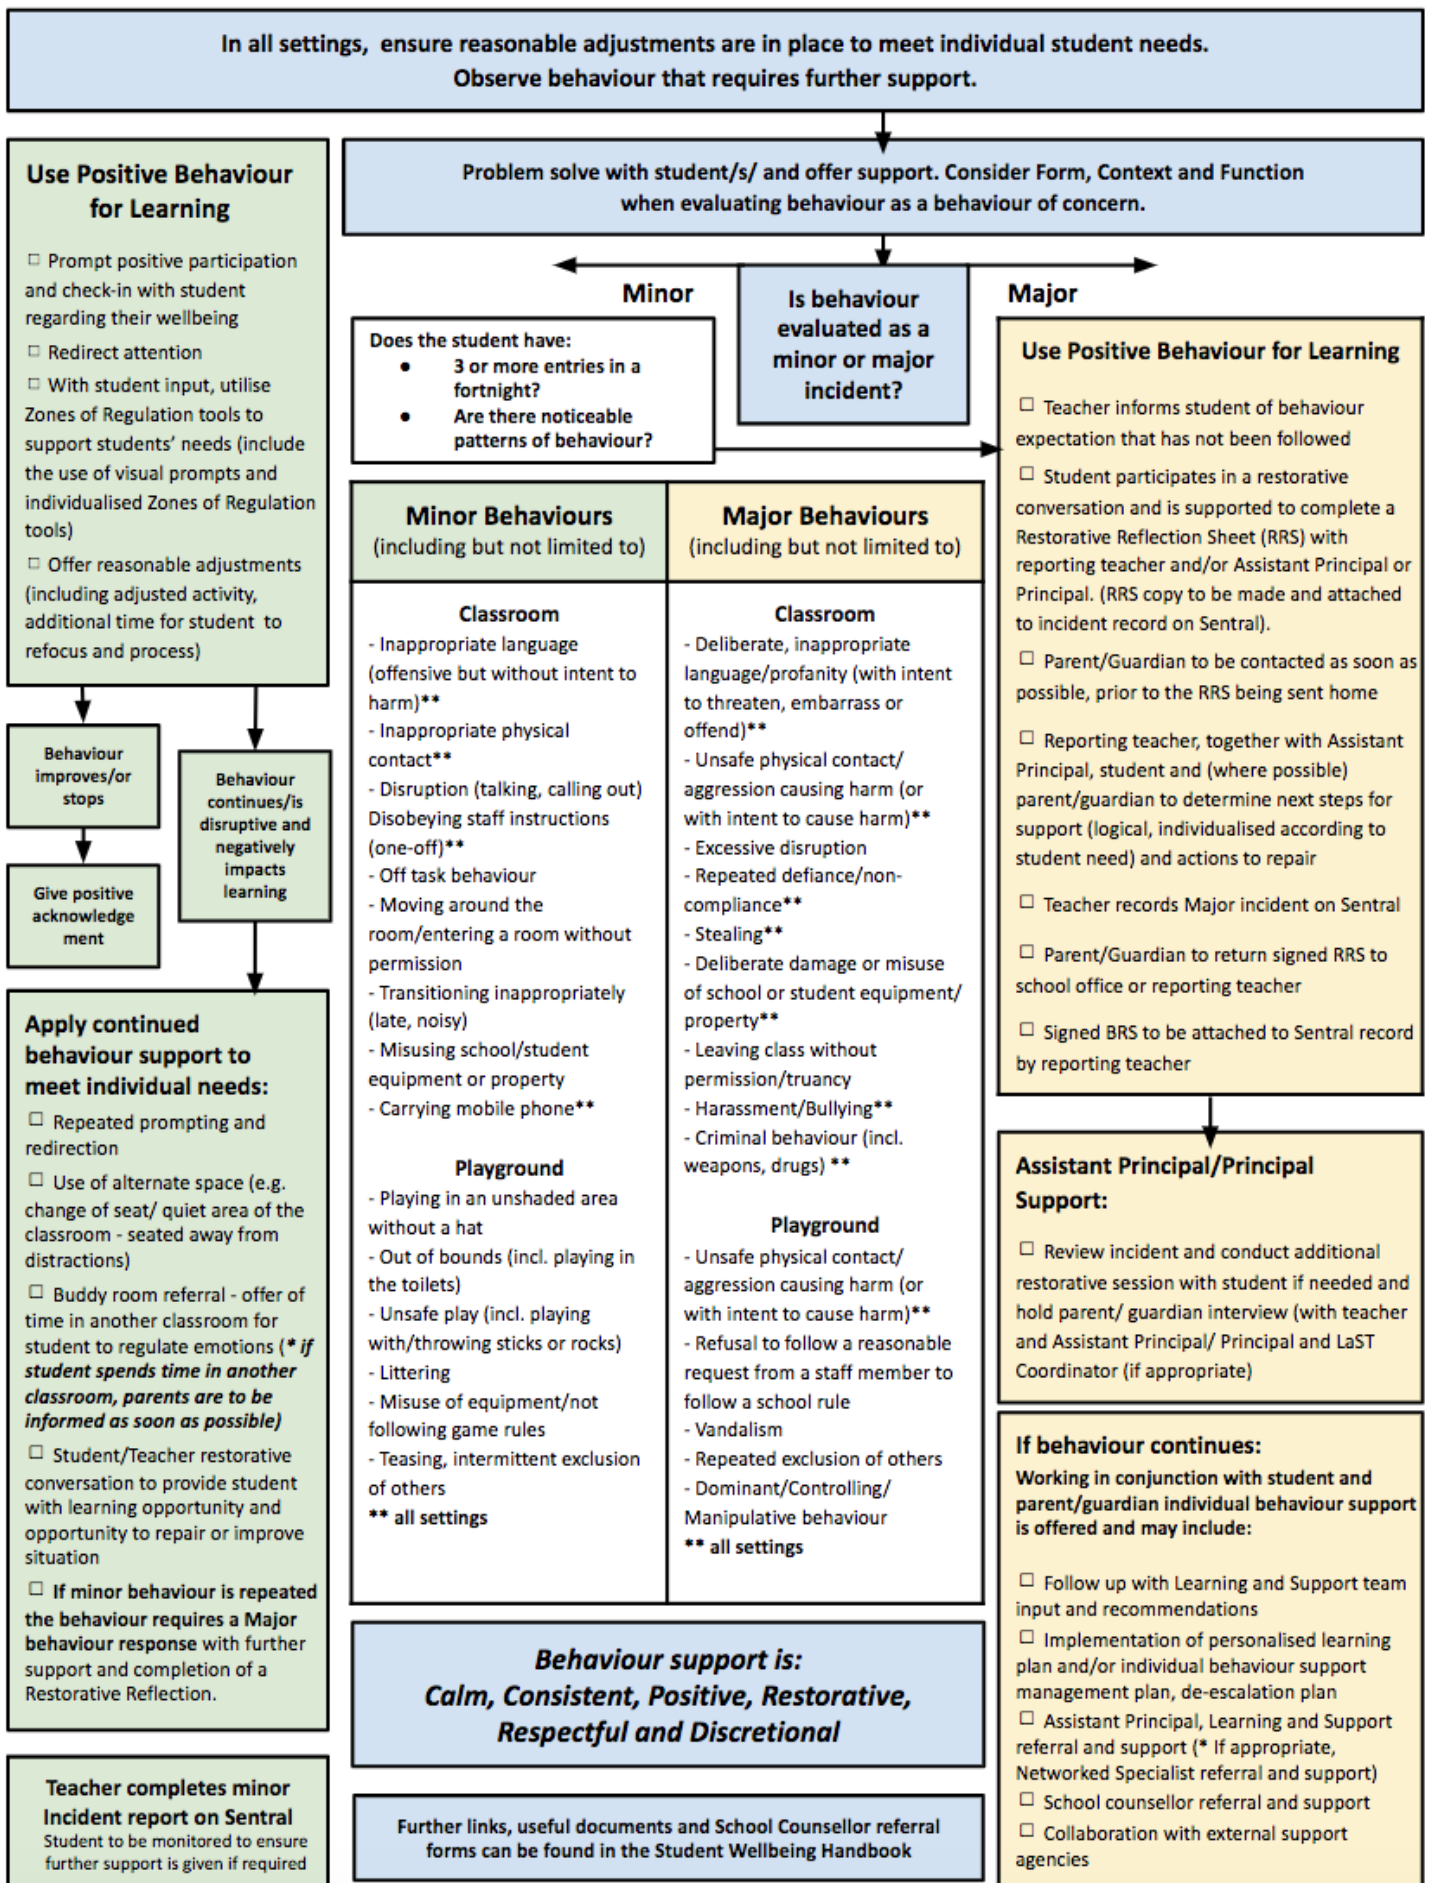 In all settings,  ensure reasonable adjustments are in place to meet individual student needs.
Observe behaviour that requires further support.
Use Positive Behaviour
for Learning
□ Prompt positive participation
and check-in with student
regarding their wellbeing
□ Redirect attention
□ With student input, utilise
Zones of Regulation tools to
support students' needs (include
the use of visual prompts and
individualised Zones of Regulation
tools)
□ Offer reasonable adjustments
(including adjusted activity,
additional time for student  to
refocus and process)
Behaviour
improves/or
stops
Give positive
acknowledge
ment
Behaviour
continues/is
disruptive and
negatively
impacts
learning
Apply continued
behaviour support to
meet individual needs:
□ Repeated prompting and
redirection
□ Use of alternate space (e.g.
change of seat/ quiet area of the
classroom - seated away from
distractions)
□ Buddy room referral - offer of
time in another classroom for
student to regulate emotions (* if
student spends time in another
classroom, parents are to be
informed as soon as possible)
□ Student/Teacher restorative
conversation to provide student
with learning opportunity and
opportunity to repair or improve
situation
□ If minor behaviour is repeated
the behaviour requires a Major
behaviour response with further
support and completion of a
Restorative Reflection.
Teacher completes minor
Incident report on Sentral
Student to be monitored to ensure
further support is given if required
Problem solve with student/s/ and offer support. Consider Form, Context and Function
when evaluating behaviour as a behaviour of concern.
Minor
Is behaviour
evaluated as a
minor or major
incident?
Major
Does the student have:
● 3 or more entries in a
fortnight?
● Are there noticeable
patterns of behaviour?
Minor Behaviours
(including but not limited to)
Classroom
- Inappropriate language
(offensive but without intent to
harm)**
- Inappropriate physical
contact**
- Disruption (talking, calling out)
Disobeying staff instructions
(one-off)**
- Off task behaviour
- Moving around the
room/entering a room without
permission
- Transitioning inappropriately
(late, noisy)
- Misusing school/student
equipment or property
- Carrying mobile phone**
Playground
- Playing in an unshaded area
without a hat
- Out of bounds (incl. playing in
the toilets)
- Unsafe play (incl. playing
with/throwing sticks or rocks)
- Littering
- Misuse of equipment/not
following game rules
- Teasing, intermittent exclusion
of others
** all settings
Major Behaviours
(including but not limited to)
Classroom
- Deliberate, inappropriate
language/profanity (with intent
to threaten, embarrass or
offend)**
- Unsafe physical contact/
aggression causing harm (or
with intent to cause harm)**
- Excessive disruption
- Repeated defiance/non-
compliance**
- Stealing**
- Deliberate damage or misuse
of school or student equipment/
property**
- Leaving class without
permission/truancy
- Harassment/Bullying**
- Criminal behaviour (incl.
weapons, drugs) **
Playground
- Unsafe physical contact/
aggression causing harm (or
with intent to cause harm)**
- Refusal to follow a reasonable
request from a staff member to
follow a school rule
- Vandalism
- Repeated exclusion of others
- Dominant/Controlling/
Manipulative behaviour
** all settings
Behaviour support is:
Calm, Consistent, Positive, Restorative,
Respectful and Discretional
Further links, useful documents and School Counsellor referral
forms can be found in the Student Wellbeing Handbook
Use Positive Behaviour for Learning
□ Teacher informs student of behaviour
expectation that has not been followed
□ Student participates in a restorative
conversation and is supported to complete a
Restorative Reflection Sheet (RRS) with
reporting teacher and/or Assistant Principal or
Principal. (RRS copy to be made and attached
to incident record on Sentral).
□ Parent/Guardian to be contacted as soon as
possible, prior to the RRS being sent home
□ Reporting teacher, together with Assistant
Principal, student and (where possible)
parent/guardian to determine next steps for
support (logical, individualised according to
student need) and actions to repair
□ Teacher records Major incident on Sentral
□ Parent/Guardian to return signed RRS to
school office or reporting teacher
□ Signed BRS to be attached to Sentral record
by reporting teacher
Assistant Principal/Principal
Support:
□ Review incident and conduct additional
restorative session with student if needed and
hold parent/ guardian interview (with teacher
and Assistant Principal/ Principal and LaST
Coordinator (if appropriate)
If behaviour continues:
Working in conjunction with student and
parent/guardian individual behaviour support
is offered and may include:
□ Follow up with Learning and Support team
input and recommendations
□ Implementation of personalised learning
plan and/or individual behaviour support
management plan, de-escalation plan
□ Assistant Principal, Learning and Support
referral and support (* If appropriate,
Networked Specialist referral and support)
□ School counsellor referral and support
□ Collaboration with external support
agencies